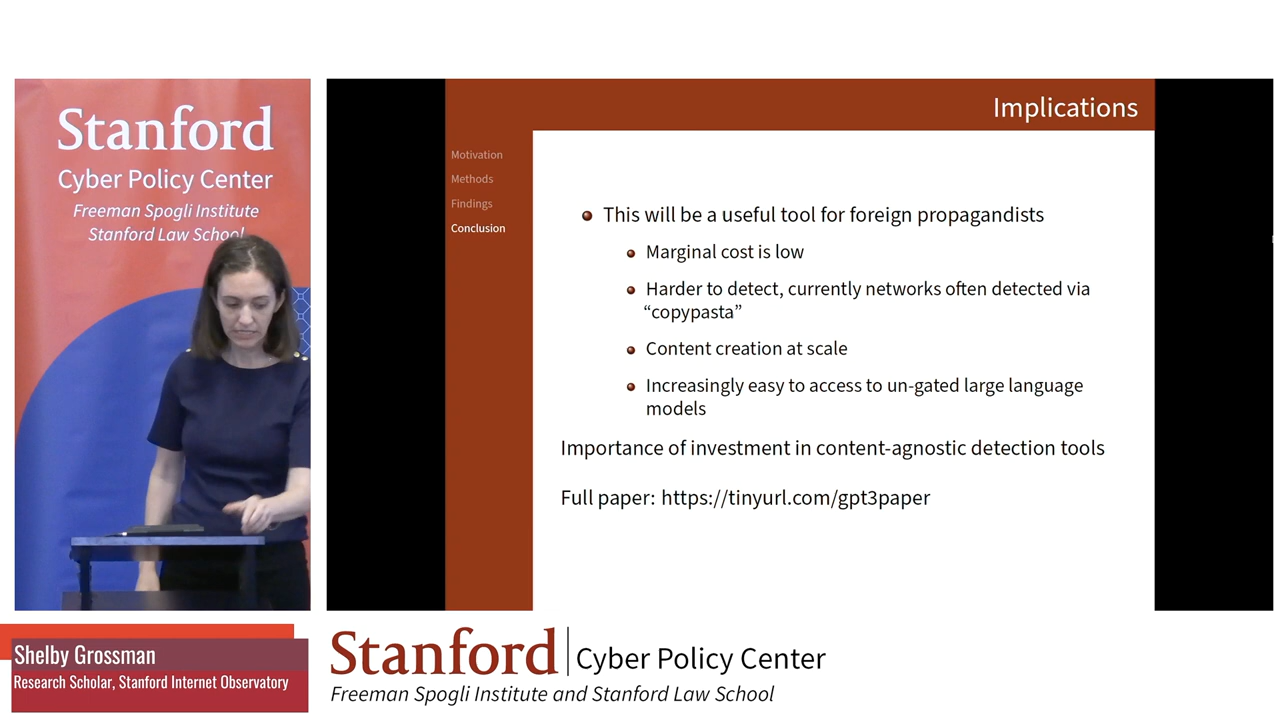 Stanford
Cyber Policy Center
Freeman Spogli Institute
Stanford Law School
Implications
Motivation
Methods
Findings
Conclusion
This will be a useful tool for foreign propagandists
Marginal cost is low
Harder to detect, currently networks often detected via
“copypasta”
Content creation at scale
Increasingly easy to access to un-gated large language
models
Importance of investment in content-agnostic detection tools
Full paper: https://tinyurl.com/gpt3paper
Shelby Grossman
Research Scholar, Stanford Internet Observatory
Stanford Cyber Policy Center
Freeman Spogli Institute and Stanford Law School